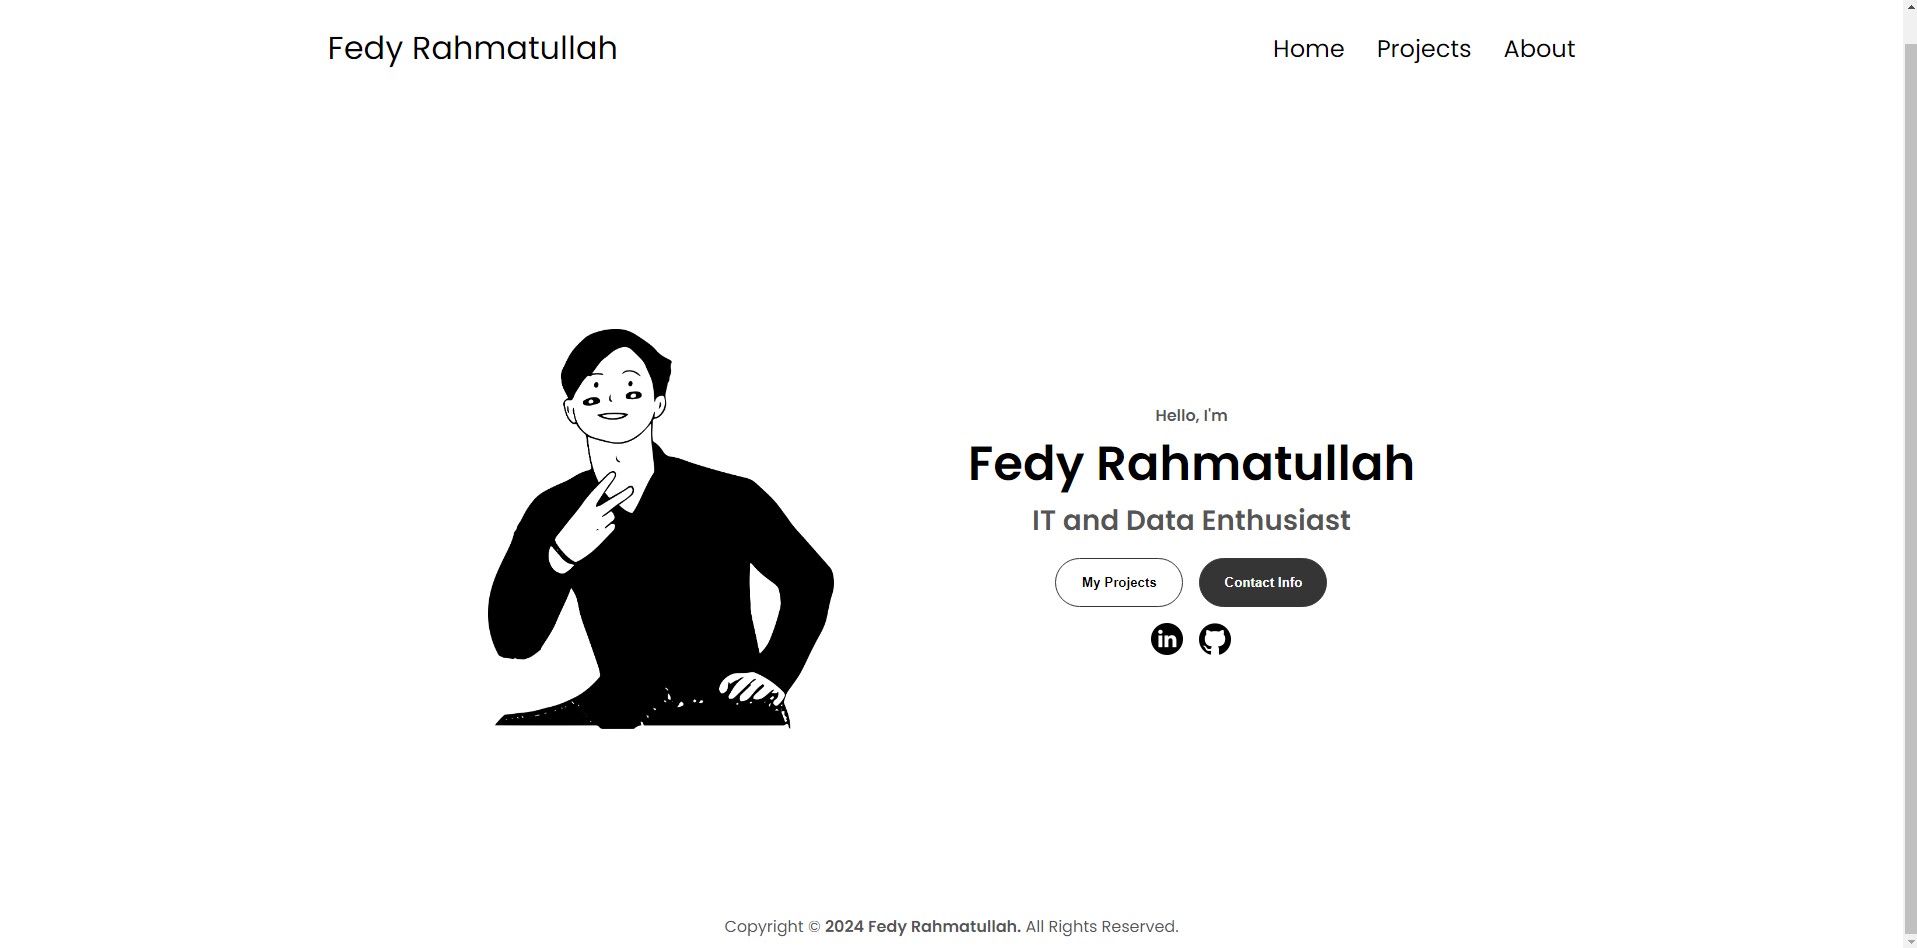 Fedy Rahmatullah
Home Projects About
Hello, I'm
Fedy Rahmatullah
IT and Data Enthusiast
My Projects Contact Info
in
Copyright © 2024 Fedy Rahmatullah. All Rights Reserved.